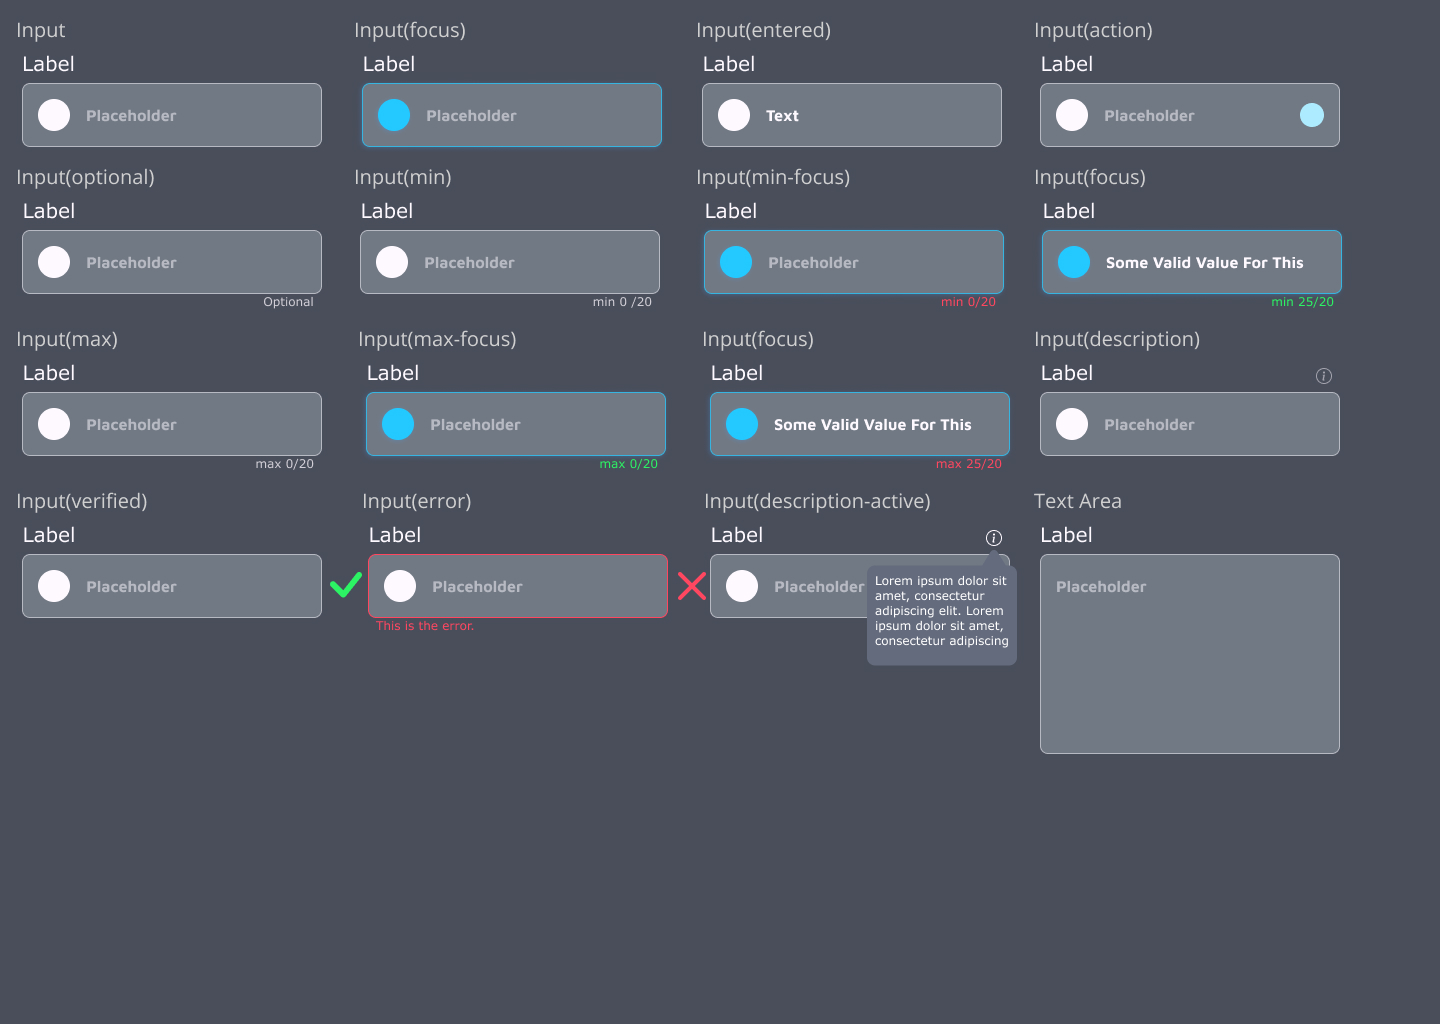 Input
Label
Placeholder
Input(focus)
Label
Placeholder
Input(entered)
Label
Text
Input(action)
Label
Placeholder
Input(optional)
Label
Placeholder
Optional
Input(min)
Label
Placeholder
min 0 /20
Input(min-focus)
Label
Placeholder
min 0/20
Input(focus)
Label
Some Valid Value For This
min 25/20
Input(max)
Label
Placeholder
max 0/20
Input(max-focus)
Label
Placeholder
max 0/20
Input(focus)
Label
Some Valid Value For This
max 25/20
Input(description)
Label
i
Placeholder
Input(verified)
Label
Placeholder
Input(error)
Label
Placeholder
This is the error.
Input(description-active)
Label
i
Placeholder
Lorem ipsum dolor sit
amet, consectetur
adipiscing elit. Lorem
ipsum dolor sit amet,
consectetur adipiscing
Text Area
Label
Placeholder